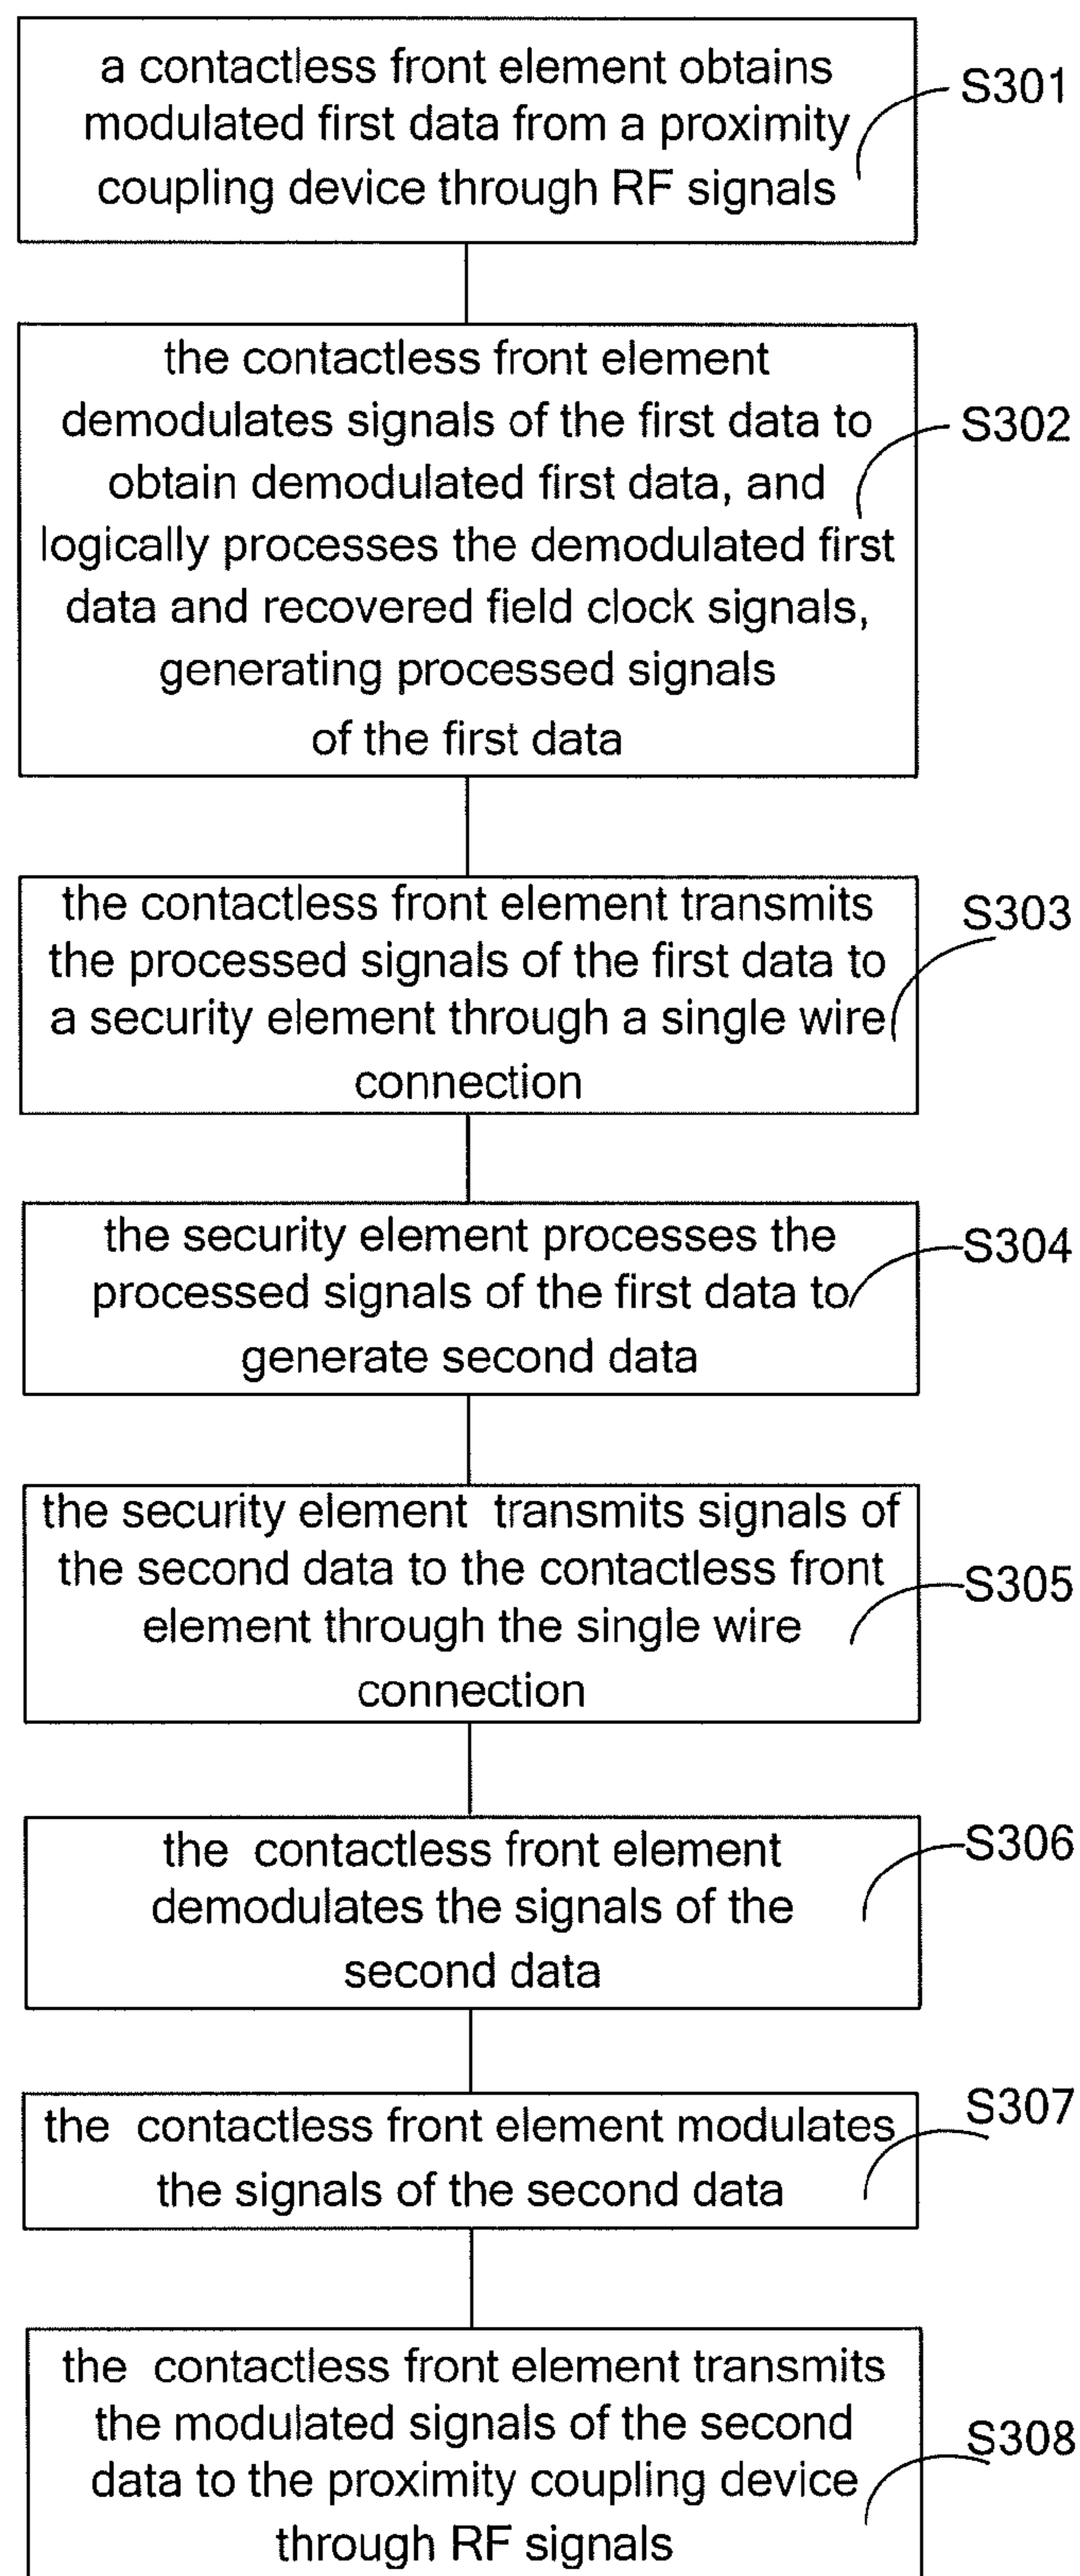 a contactless front element obtains
modulated first data from a proximity
coupling device through RF signals
S301
the contactless front element
demodulates signals of the first data to
obtain demodulated first data, and
logically processes the demodulated first
data and recovered field clock signals,
generating processed signals
of the first data
S302
the contactless front element transmits
the processed signals of the first data to
a security element through a single wire
connection
S303
the security element processes the
processed signals of the first data to
generate second data
S304
the security element transmits signals of
the second data to the contactless front
element through the single wire
connection
S305
the contactless front element
demodulates the signals of the
second data
S306
the contactless front element modulates
the signals of the second data
S307
the contactless front element transmits
the modulated signals of the second
data to the proximity coupling device
through RF signals
S308